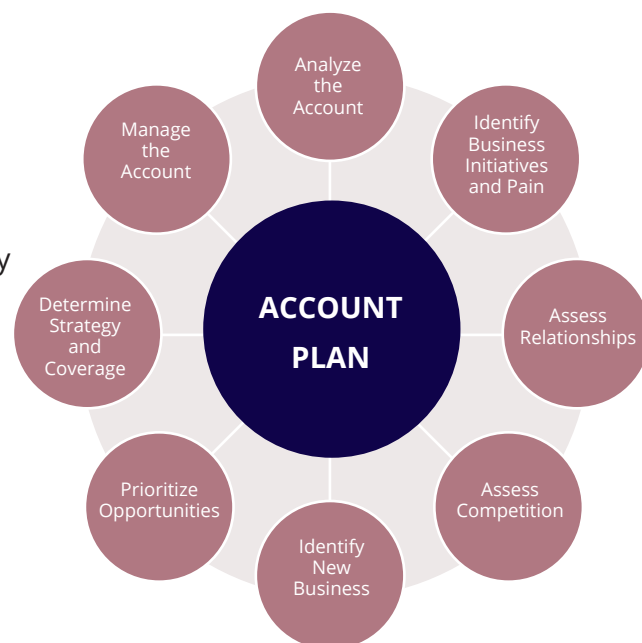 Analyze
the
Account
Identify
Business
Initiatives
and Pain
Assess
Relationships
Assess
Competition
Identify
New
Business
Prioritize
Opportunities
Determine
Strategy
and
Coverage
Manage
the
Account
ACCOUNT
PLAN
y